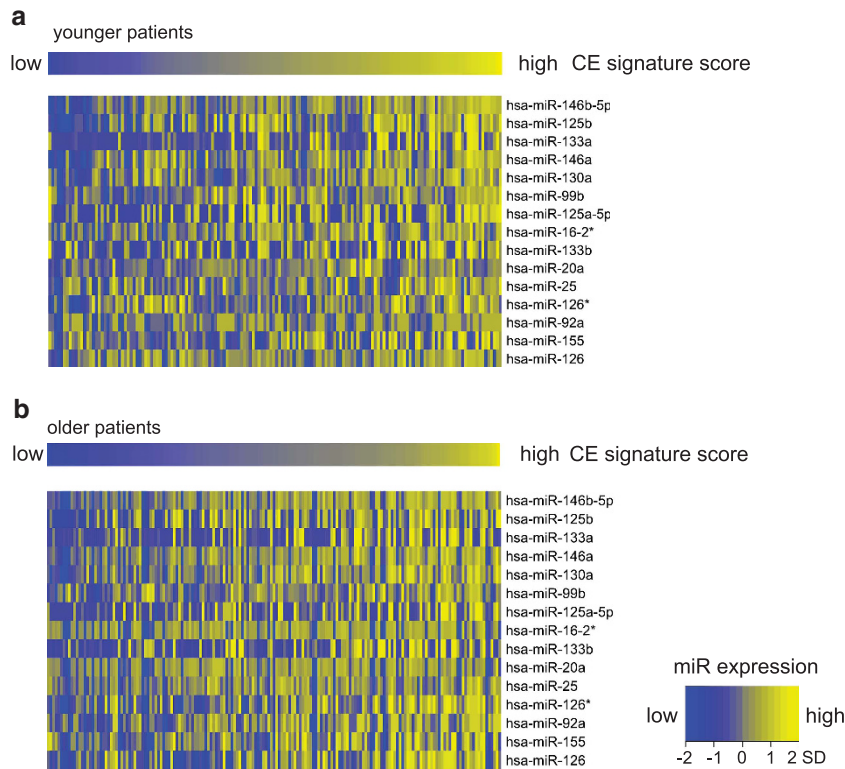 a
younger patients
low high CE signature score
hsa-miR-146b-5p
hsa-miR-125b
hsa-miR-133a
hsa-miR-146a
hsa-miR-130a
hsa-miR-99b
hsa-miR-125a-5p
hsa-miR-16-2*
hsa-miR-133b
hsa-miR-20a
hsa-miR-25
hsa-miR-126*
hsa-miR-92a
hsa-miR-155
hsa-miR-126
b
older patients
low high CE signature score
hsa-miR-146b-5p
hsa-miR-125b
hsa-miR-133a
hsa-miR-146a
hsa-miR-130a
hsa-miR-99b
hsa-miR-125a-5p
hsa-miR-16-2*
hsa-miR-133b
hsa-miR-20a
hsa-miR-25
hsa-miR-126*
hsa-miR-92a
hsa-miR-155
hsa-miR-126
miR expression
low high
-2 -1 0 1 2 SD